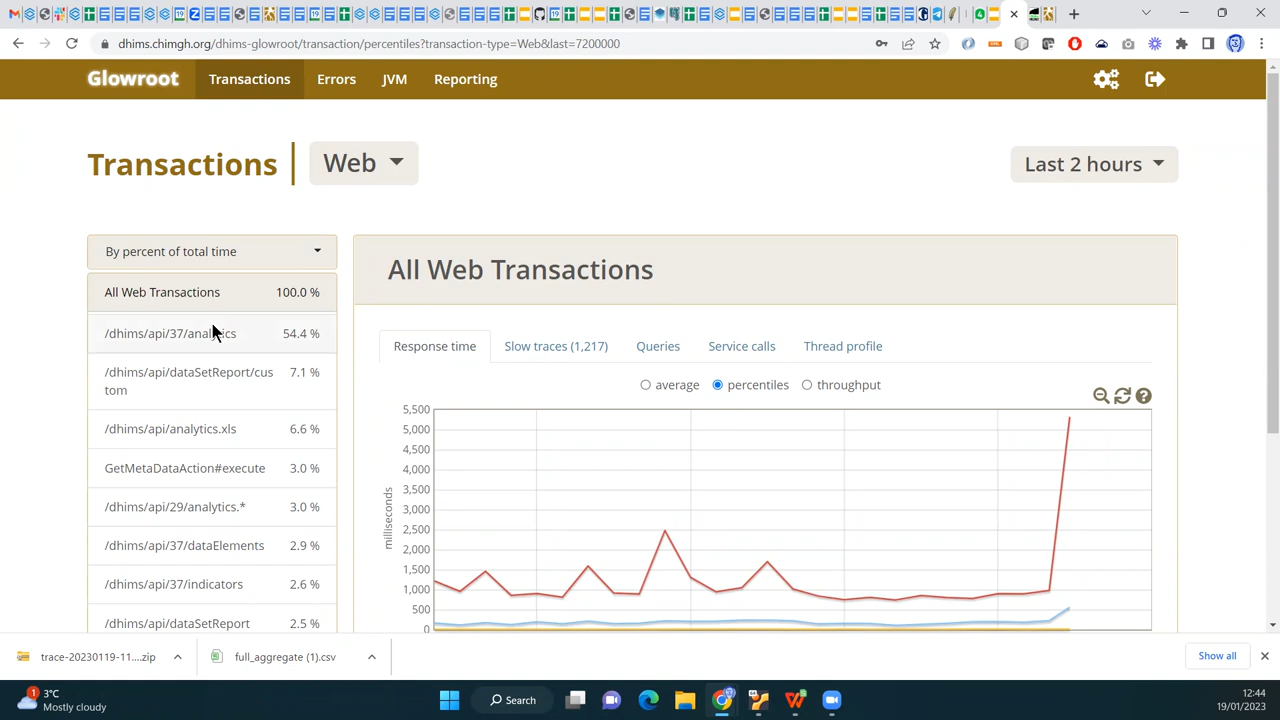 dhims.chimgh.org/dhims-glowroot/transaction/percentiles?transaction-type=Web&last=7200000
Glowroot Transactions Errors JVM Reporting
Transactions Web Last 2 hours
By percent of total time
All Web Transactions 100.0 %
/dhims/api/37/analytics 54.4 %
/dhims/api/dataSetReport/cus 7.1 %
tom
/dhims/api/analytics.xls 6.6 %
GetMetaDataAction#execute 3.0 %
/dhims/api/29/analytics.* 3.0 %
/dhims/api/37/dataElements 2.9 %
/dhims/api/37/indicators 2.6 %
/dhims/api/dataSetReport 2.5 %
All Web Transactions
Response time Slow traces (1,217) Queries Service calls Thread profile
average percentiles throughput
milliseconds
5,500
5,000
4,500
4,000
3,500
3,000
2,500
2,000
1,500
1,000
500
0
trace-20230119-11....zip full_aggregate (1).csv Show all
1
3°C
Mostly cloudy
Search
12:44
19/01/2023